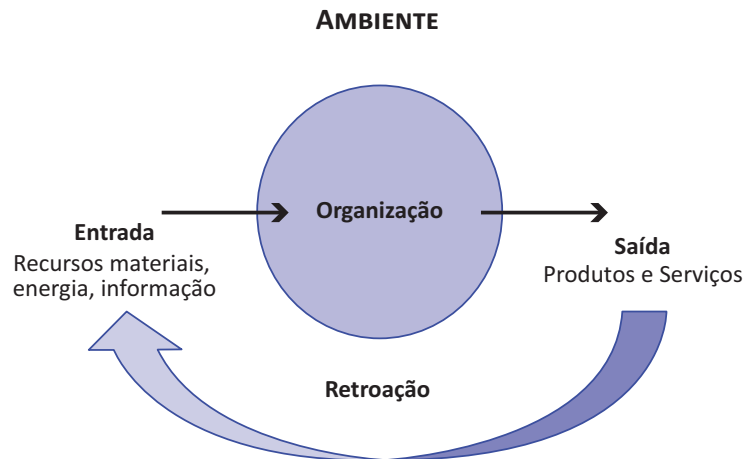 AMBIENTE
Organização
Entrada
Recursos materiais,
energia, informação
Saída
Produtos e Serviços
Retroação